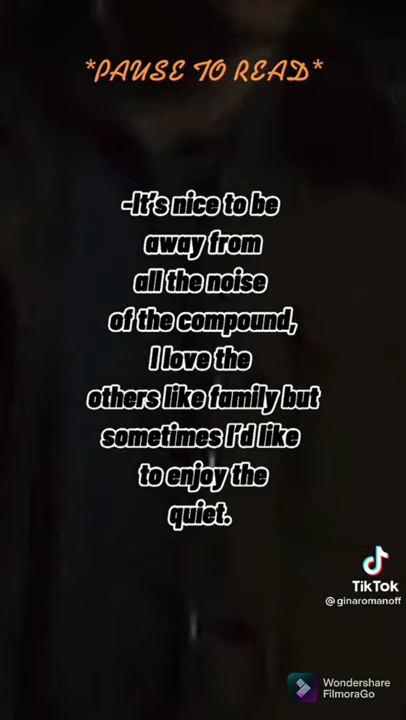 *PAUSE TO READ*
-It's nice to be
away from
all the noise
of the compound,
I love the
others like family but
sometimes I'd like
to enjoy the
quiet.
TikTok
@ginaromanoff
Wondershare
FilmoraGo